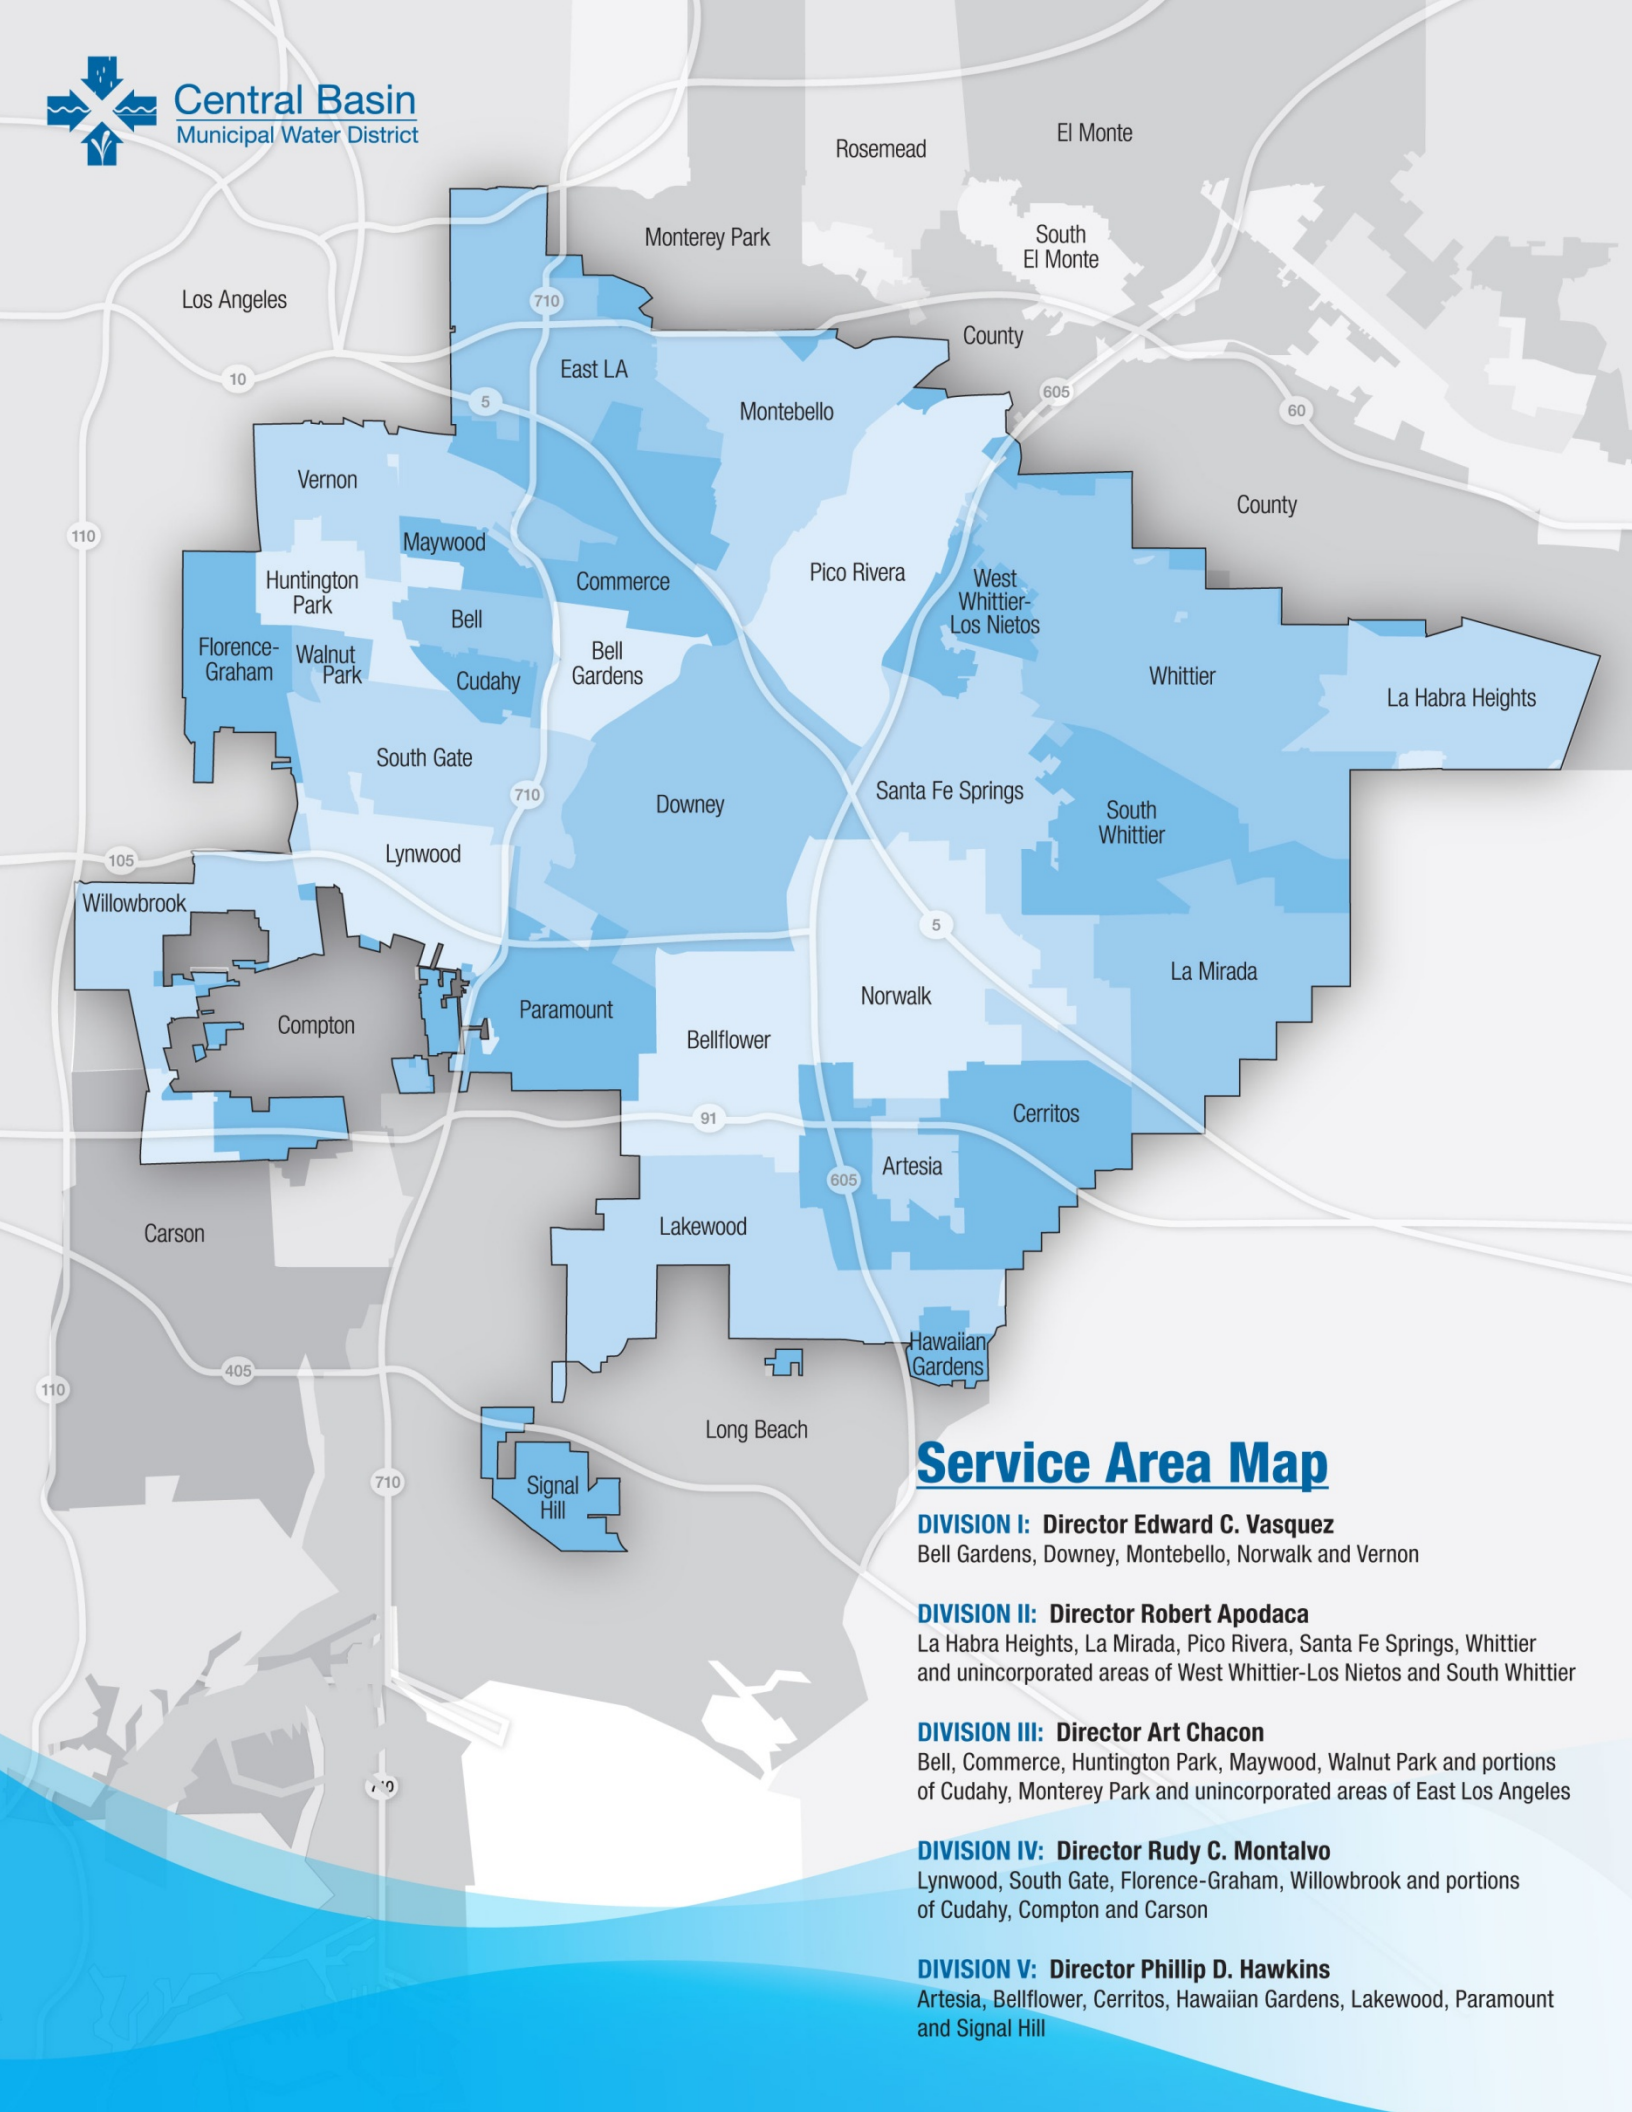 Central Basin
Municipal Water District
El Monte
Rosemead
South
El Monte
Monterey Park
Los Angeles
710
County
East LA
10
5
605
60
Montebello
Vernon
County
110
Maywood
Commerce
Pico Rivera
West
Whittier-
Los Nietos
Huntington
Park
Bell
Florence-
Graham
Walnut
Park
Bell
Gardens
Cudahy
Whittier
La Habra Heights
South Gate
710
Downey
Santa Fe Springs
South
Whittier
Lynwood
105
Willowbrook
5
La Mirada
Norwalk
Paramount
Compton
Bellflower
91
Cerritos
Artesia
605
Carson
Lakewood
Hawaiian
Gardens
405
110
Long Beach
710
Signal
Hill
710
Service Area Map
DIVISION I: Director Edward C. Vasquez
Bell Gardens, Downey, Montebello, Norwalk and Vernon
DIVISION II: Director Robert Apodaca
La Habra Heights, La Mirada, Pico Rivera, Santa Fe Springs, Whittier
and unincorporated areas of West Whittier-Los Nietos and South Whittier
DIVISION III: Director Art Chacon
Bell, Commerce, Huntington Park, Maywood, Walnut Park and portions
of Cudahy, Monterey Park and unincorporated areas of East Los Angeles
DIVISION IV: Director Rudy C. Montalvo
Lynwood, South Gate, Florence-Graham, Willowbrook and portions
of Cudahy, Compton and Carson
DIVISION V: Director Phillip D. Hawkins
Artesia, Bellflower, Cerritos, Hawaiian Gardens, Lakewood, Paramount
and Signal Hill